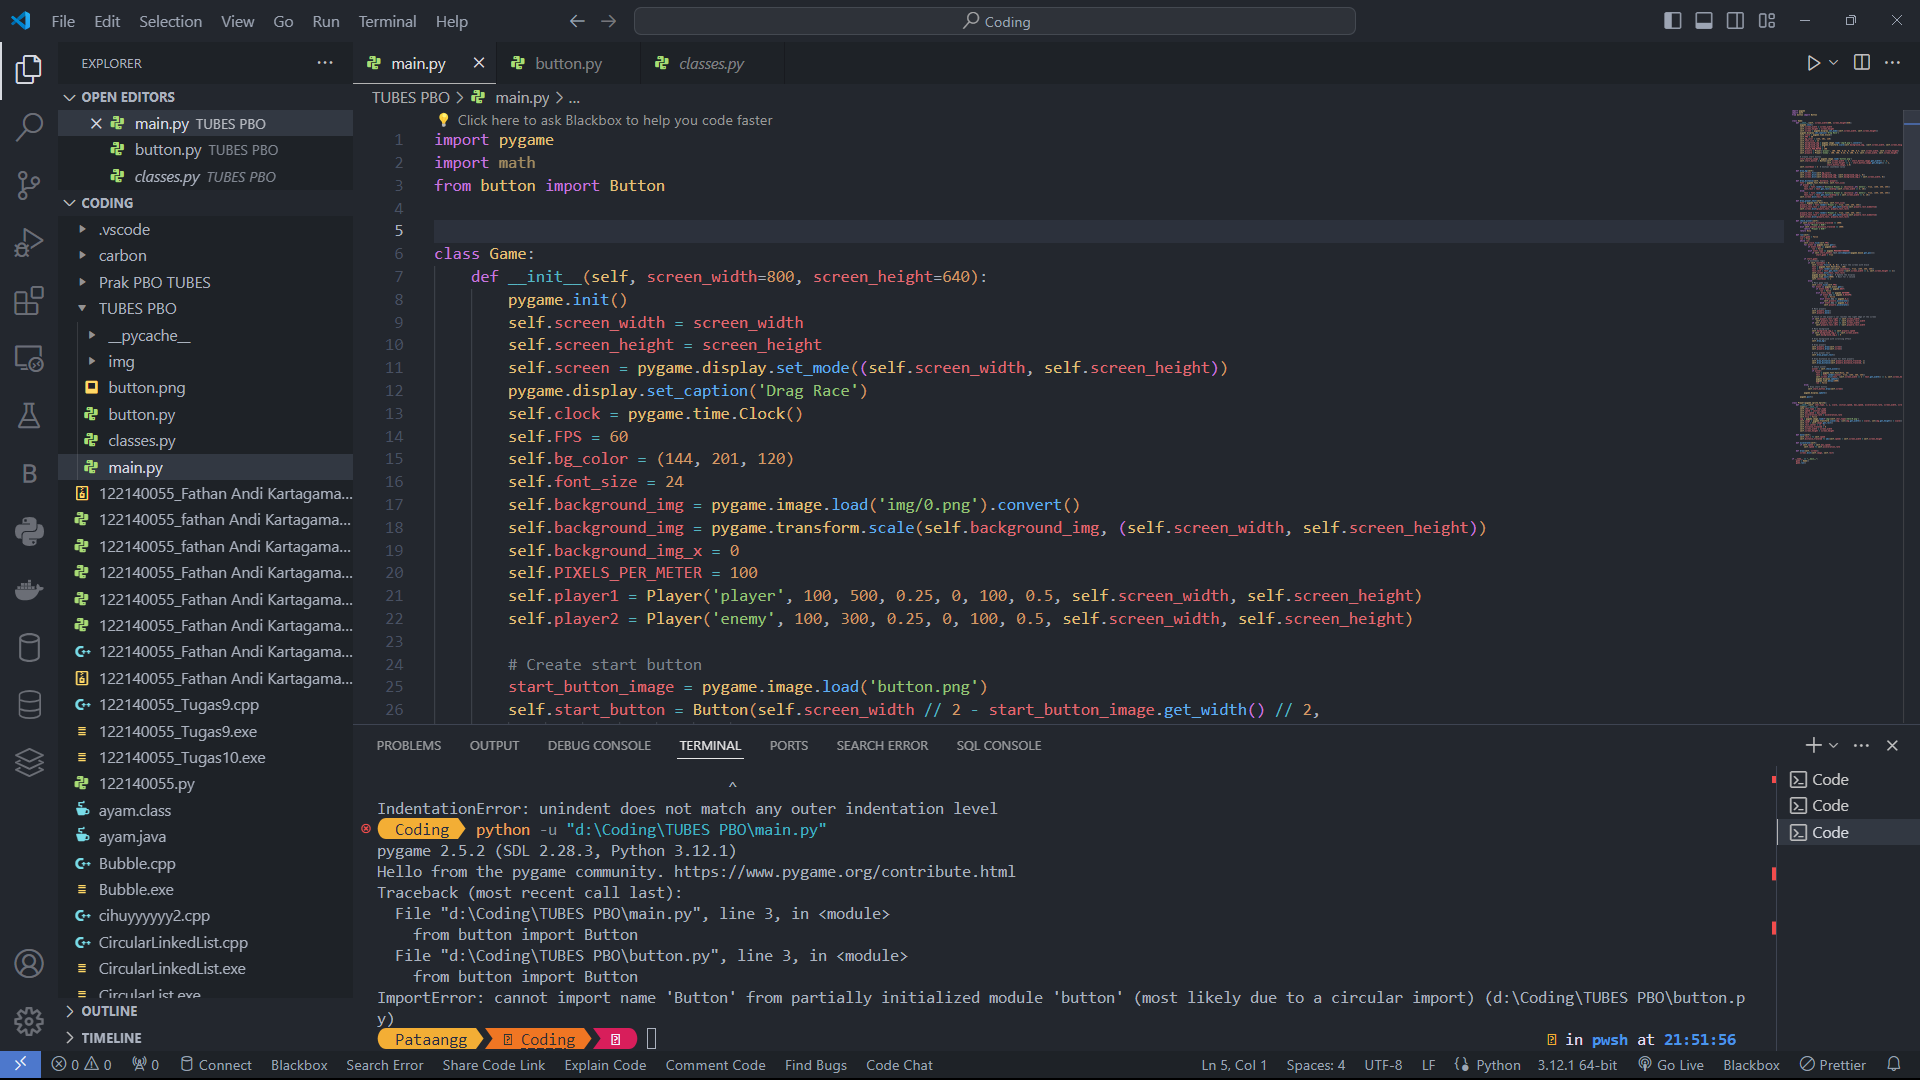 File Edit Selection View Go Run Terminal Help
Coding
EXPLORER
OPEN EDITORS
main.py TUBES PBO
button.py TUBES PBO
classes.py TUBES PBO
CODING
.vscode
carbon
Prak PBO TUBES
TUBES PBO
__pycache__
img
button.png
button.py
classes.py
main.py
122140055_Fathan Andi Kartagama...
122140055_fathan Andi Kartagama...
122140055_fathan Andi Kartagama...
122140055_Fathan Andi Kartagama...
122140055_Fathan Andi Kartagama...
122140055_Fathan Andi Kartagama...
122140055_Fathan Andi Kartagama...
122140055_Fathan Andi Kartagama...
122140055_Tugas9.cpp
122140055_Tugas9.exe
122140055_Tugas10.exe
122140055.py
ayam.class
ayam.java
Bubble.cpp
Bubble.exe
cihuyyyyyy2.cpp
CircularLinkedList.cpp
CircularLinkedList.exe
CircularList.exe
OUTLINE
TIMELINE
main.py button.py classes.py
TUBES PBO > main.py > ...
Click here to ask Blackbox to help you code faster
1 import pygame
2 import math
3 from button import Button
4
5
6 class Game:
7 def __init__(self, screen_width=800, screen_height=640):
8 pygame.init()
9 self.screen_width = screen_width
10 self.screen_height = screen_height
11 self.screen = pygame.display.set_mode((self.screen_width, self.screen_height))
12 pygame.display.set_caption('Drag Race')
13 self.clock = pygame.time.Clock()
14 self.FPS = 60
15 self.bg_color = (144, 201, 120)
16 self.font_size = 24
17 self.background_img = pygame.image.load('img/0.png').convert()
18 self.background_img = pygame.transform.scale(self.background_img, (self.screen_width, self.screen_height))
19 self.background_img_x = 0
20 self.PIXELS_PER_METER = 100
21 self.player1 = Player('player', 100, 500, 0.25, 0, 100, 0.5, self.screen_width, self.screen_height)
22 self.player2 = Player('enemy', 100, 300, 0.25, 0, 100, 0.5, self.screen_width, self.screen_height)
23
24 # Create start button
25 start_button_image = pygame.image.load('button.png')
26 self.start_button = Button(self.screen_width // 2 - start_button_image.get_width() // 2,
PROBLEMS OUTPUT DEBUG CONSOLE TERMINAL PORTS SEARCH ERROR SQL CONSOLE
^
IndentationError: unindent does not match any outer indentation level
Coding python -u "d:\Coding\TUBES PBO\main.py"
pygame 2.5.2 (SDL 2.28.3, Python 3.12.1)
Hello from the pygame community. https://www.pygame.org/contribute.html
Traceback (most recent call last):
File "d:\Coding\TUBES PBO\main.py", line 3, in <module>
from button import Button
File "d:\Coding\TUBES PBO\button.py", line 3, in <module>
from button import Button
ImportError: cannot import name 'Button' from partially initialized module 'button' (most likely due to a circular import) (d:\Coding\TUBES PBO\button.p
y)
Pataangg Coding in pwsh at 21:51:56
Code
Code
Code
0 0 0 Connect Blackbox Search Error Share Code Link Explain Code Comment Code Find Bugs Code Chat Ln 5, Col 1 Spaces: 4 UTF-8 LF Python 3.12.1 64-bit Go Live Blackbox Prettier